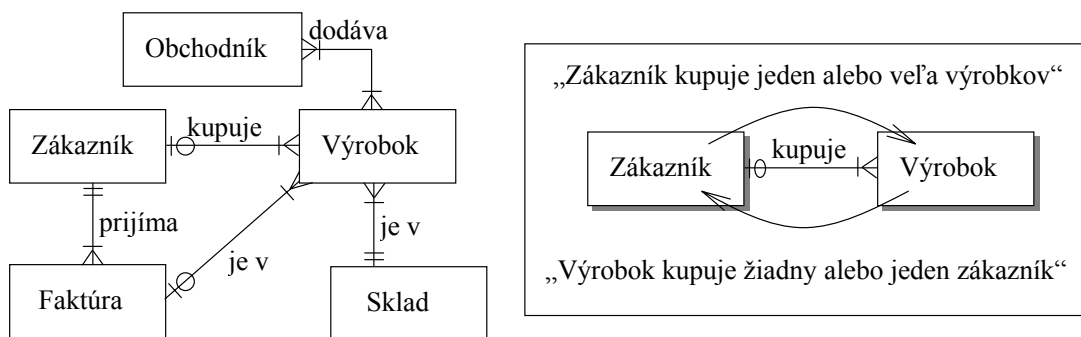 Obchodník
dodáva
Zákazník
kupuje
Výrobok
prijíma
je v
je v
Faktúra
Sklad
„Zákazník kupuje jeden alebo veľa výrobkov“
Zákazník
kupuje
Výrobok
„Výrobok kupuje žiadny alebo jeden zákazník“